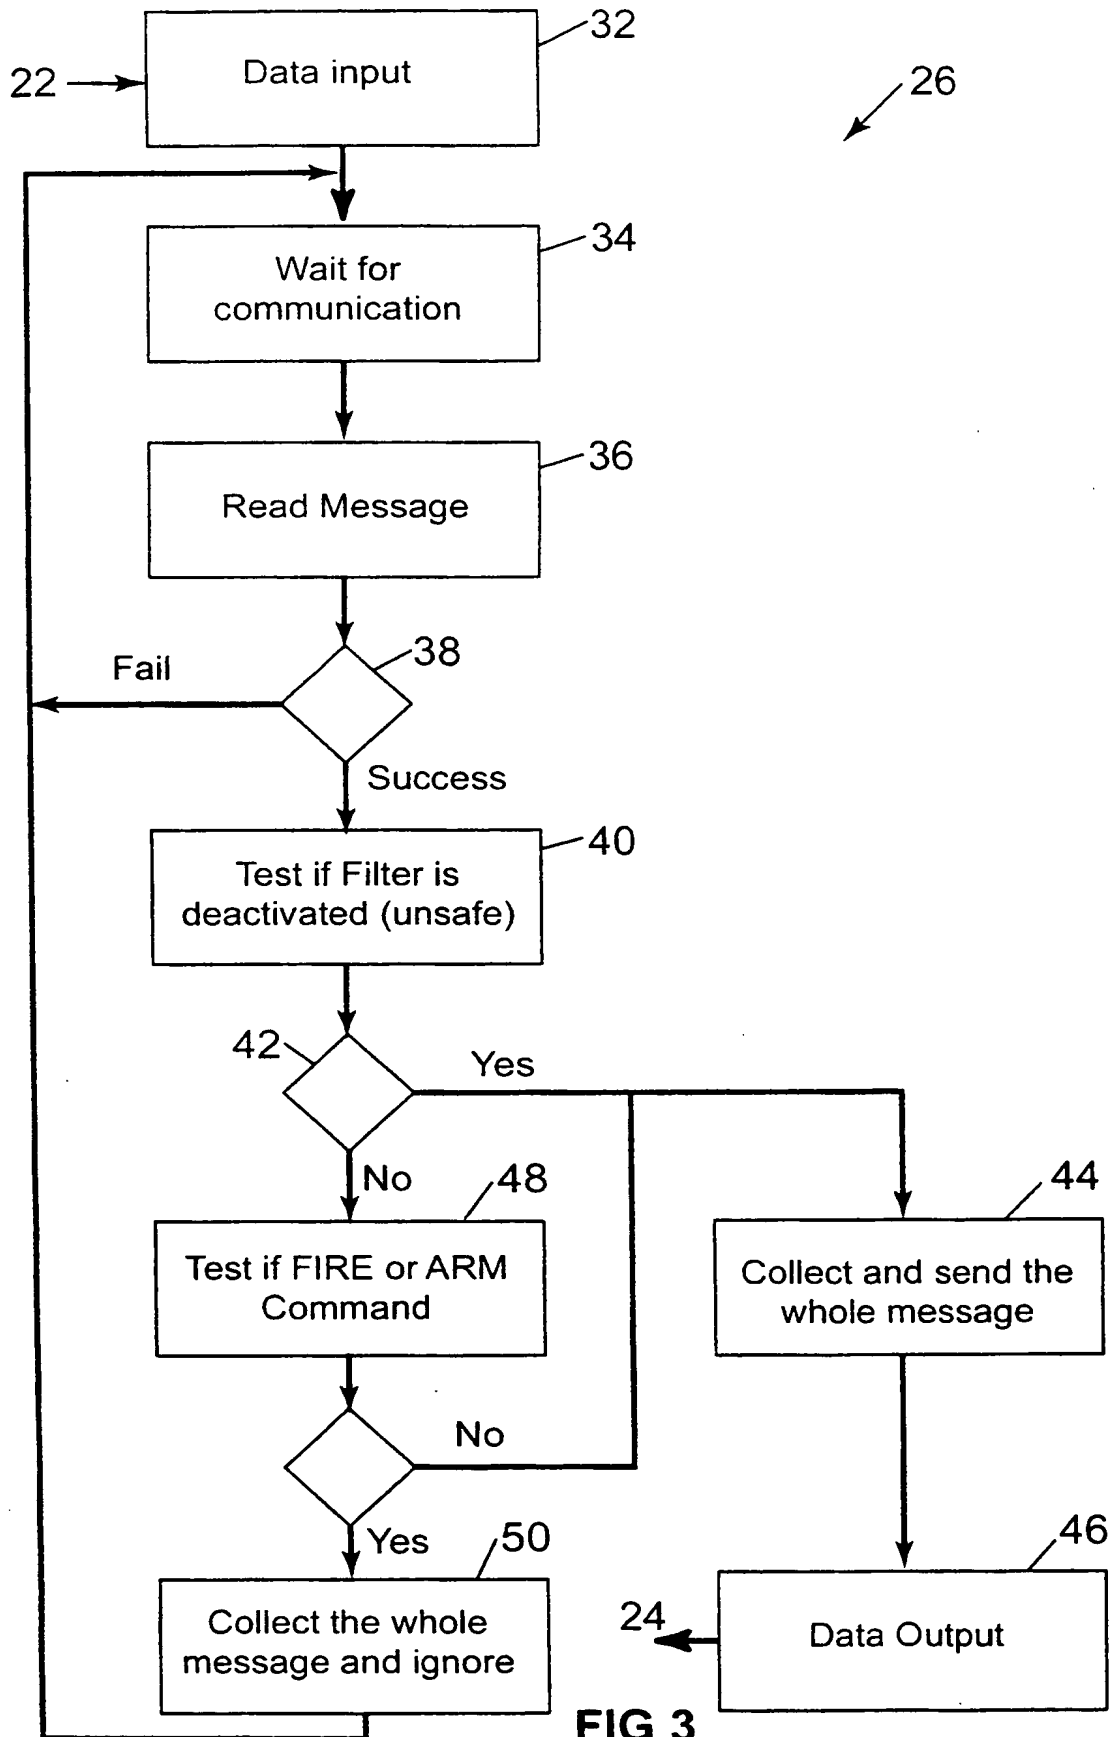 32
Data input
22
26
34
Wait for
communication
36
Read Message
38
Fail
Success
40
Test if Filter is
deactivated (unsafe)
42
Yes
No
48
44
Test if FIRE or ARM
Command
Collect and send the
whole message
No
Yes
50
46
Collect the whole
message and ignore
24
Data Output
FIG 3